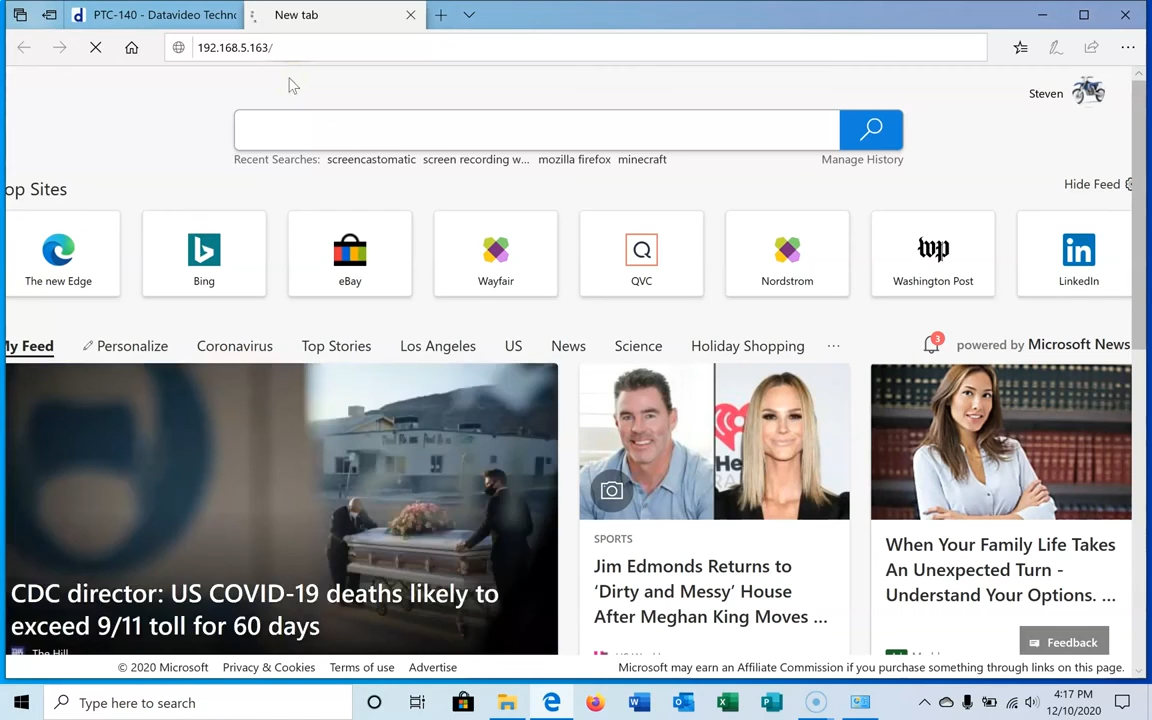 PTC-140 - Datavideo Techno
New tab
192.168.5.163/
Steven
Recent Searches: screencastomatic screen recording w... mozilla firefox minecraft
Manage History
op Sites
Hide Feed
The new Edge
Bing
eBay
Wayfair
QVC
Nordstrom
wp
Washington Post
LinkedIn
My Feed
Personalize
Coronavirus
Top Stories
Los Angeles
US
News
Science
Holiday Shopping
...
3
powered by Microsoft News
CDC director: US COVID-19 deaths likely to
exceed 9/11 toll for 60 days
The Hill
SPORTS
Jim Edmonds Returns to
‘Dirty and Messy’ House
After Meghan King Moves ...
When Your Family Life Takes
An Unexpected Turn -
Understand Your Options. ...
Feedback
© 2020 Microsoft
Privacy & Cookies
Terms of use
Advertise
Microsoft may earn an Affiliate Commission if you purchase something through links on this page.
Type here to search
4:17 PM
12/10/2020